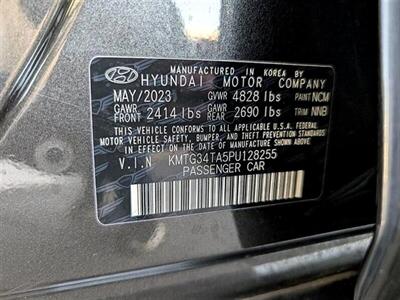 MANUFACTURED IN KOREA BY
HYUNDAI MOTOR COMPANY
MAY/2023 GVWR 4828 lbs PAINT NCM
GAWR FRONT 2414 lbs GAWR REAR 2690 lbs TRIM NNB
THIS VEHICLE CONFORMS TO ALL APPLICABLE U.S.A. FEDERAL
MOTOR VEHICLE SAFETY, BUMPER, AND THEFT PREVENTION STANDARDS
IN EFFECT ON THE DATE OF MANUFACTURE SHOWN ABOVE.
V.I.N KMTG34TA5PU128255
PASSENGER CAR